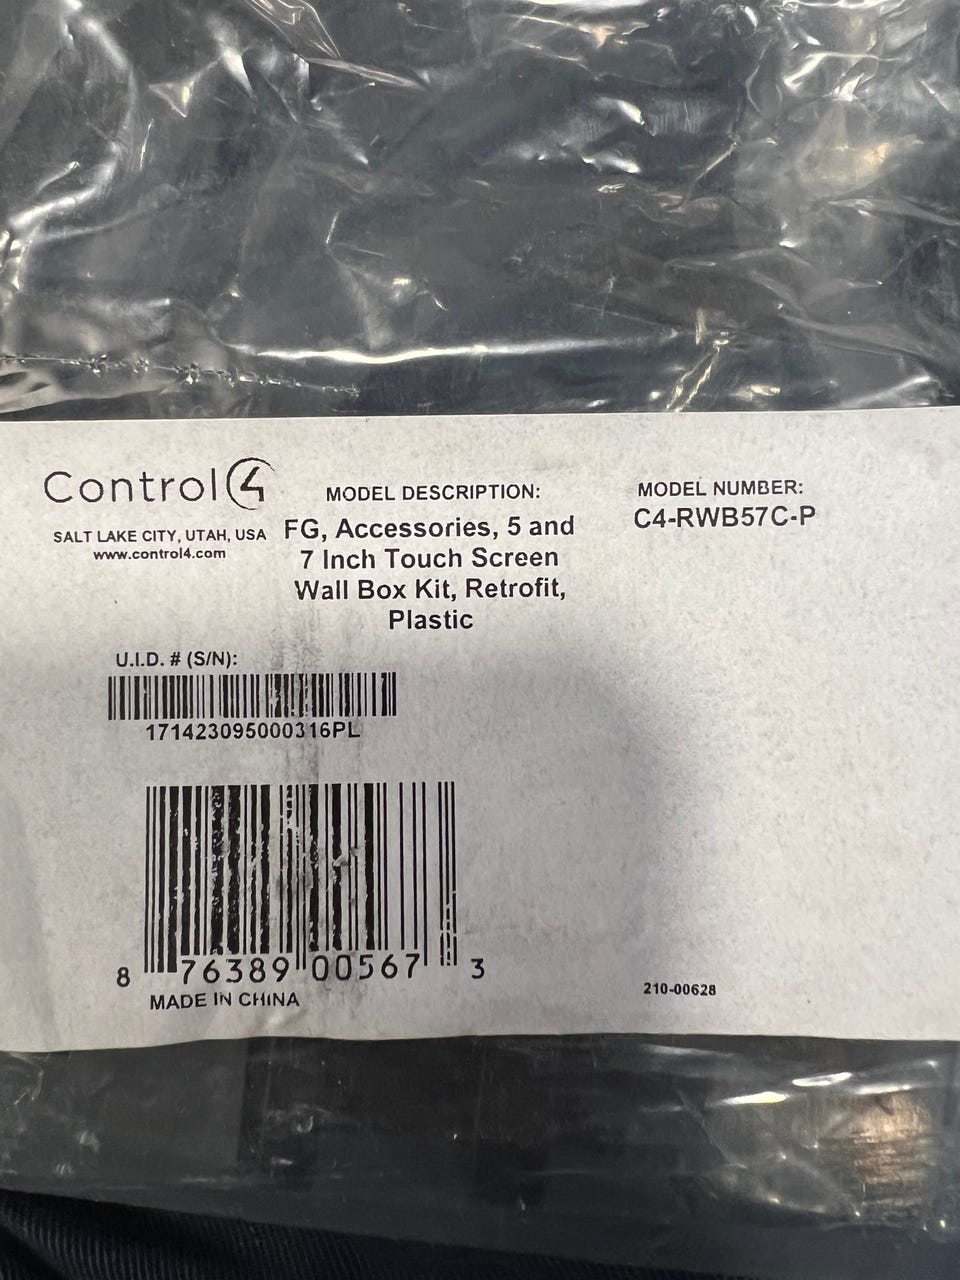 Control4
SALT LAKE CITY, UTAH, USA
www.control4.com
MODEL DESCRIPTION:
FG, Accessories, 5 and
7 Inch Touch Screen
Wall Box Kit, Retrofit,
Plastic
MODEL NUMBER:
C4-RWB57C-P
U.I.D. # (S/N):
171423095000316PL
8 76389 00567 3
MADE IN CHINA
210-00628